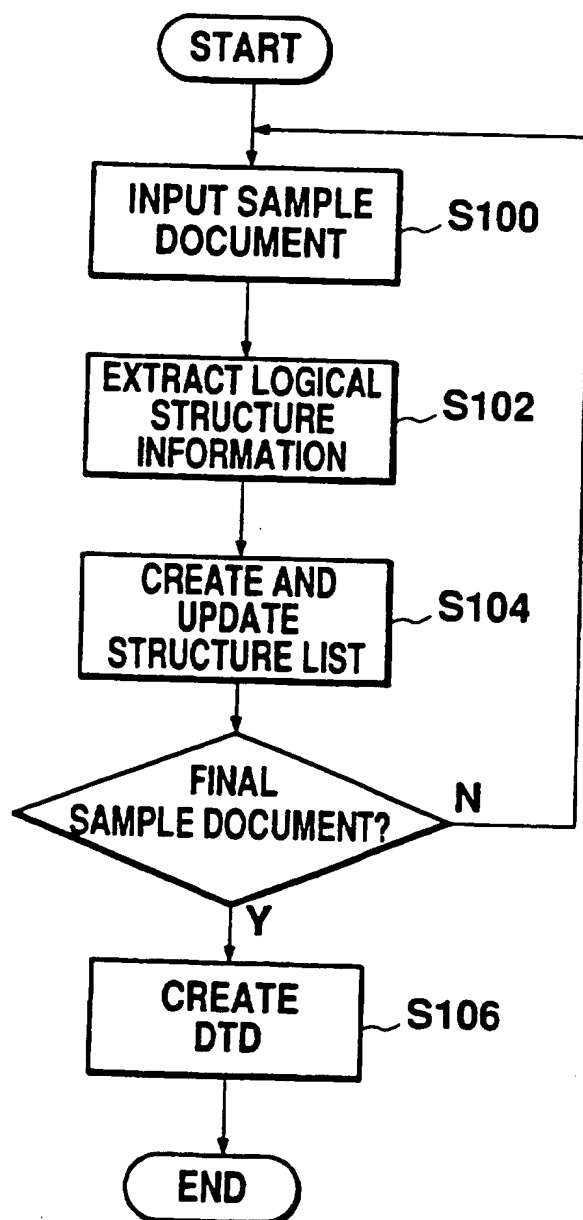 START
INPUT SAMPLE
DOCUMENT
S100
EXTRACT LOGICAL
STRUCTURE
INFORMATION
S102
CREATE AND
UPDATE
STRUCTURE LIST
S104
FINAL
SAMPLE DOCUMENT?
N
Y
CREATE
DTD
S106
END